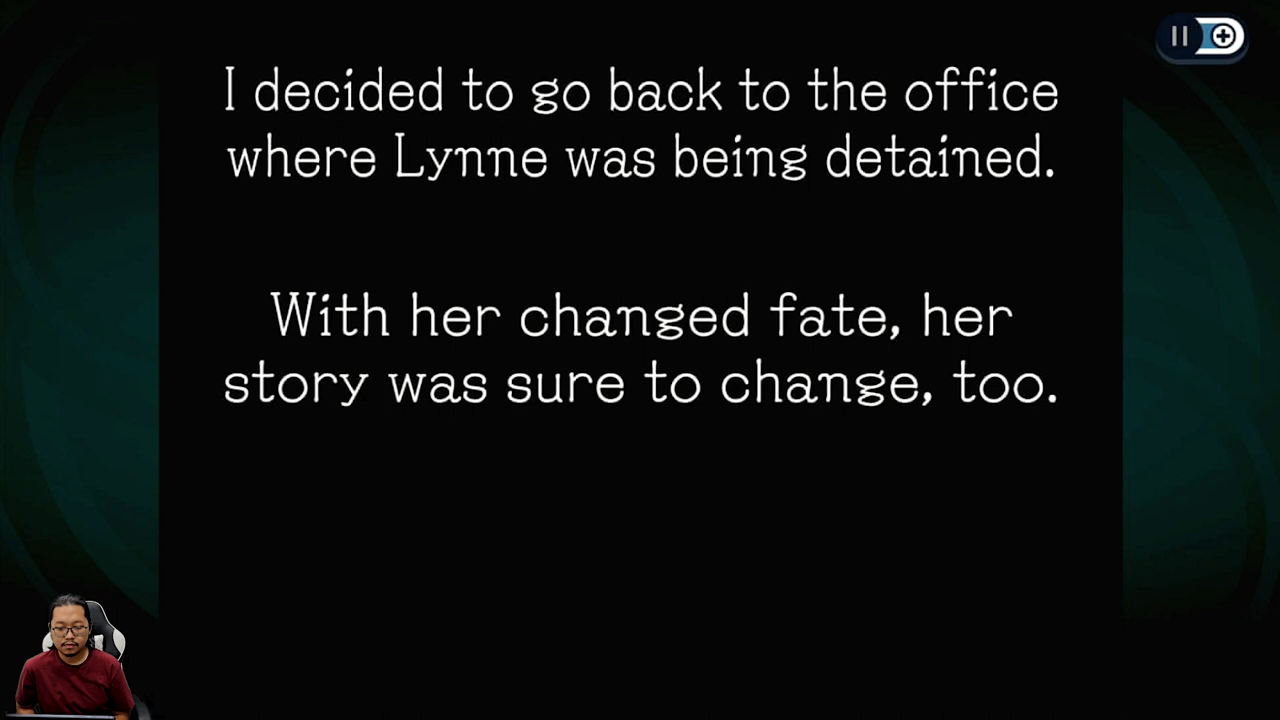 I decided to go back to the office
where Lynne was being detained.
With her changed fate, her
story was sure to change, too.